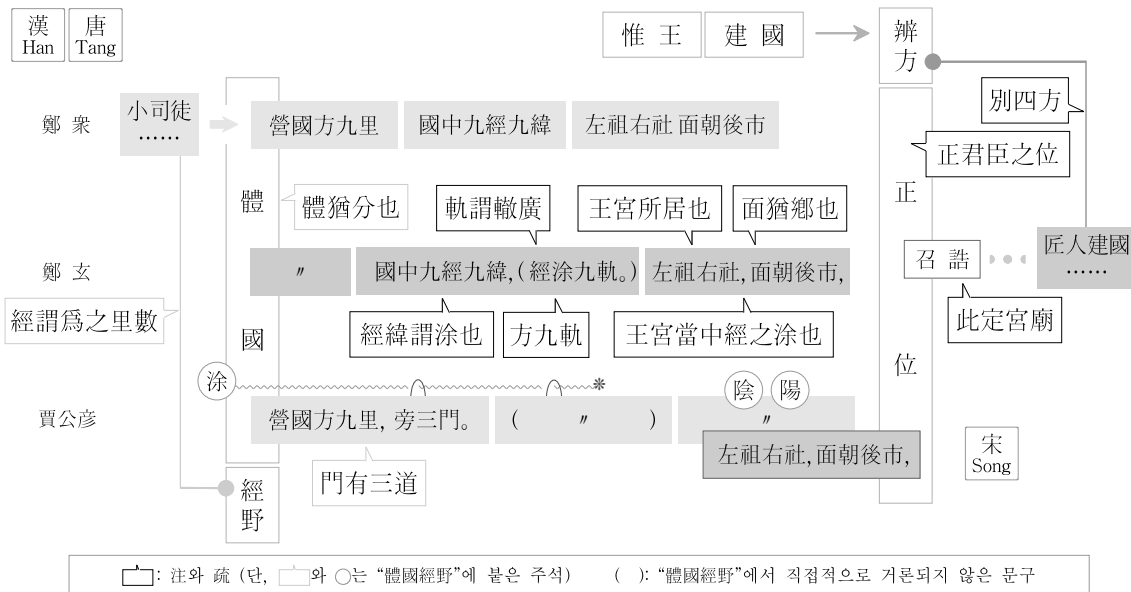 漢
Han
唐
Tang
惟 王
建 國
辨
方
別四方
正君臣之位
鄭 衆
小司徒
……
營國方九里
國中九經九緯
左祖右社 面朝後市
體
體猶分也
軌謂轍廣
王宮所居也
面猶鄕也
正
鄭 玄
〃
國中九經九緯, (經涂九軌。)
左祖右社, 面朝後市,
召 誥
匠人建國
……
經謂爲之里數
國
經緯謂涂也
方九軌
王宮當中經之涂也
此定宮廟
位
涂
陰
陽
賈公彦
營國方九里, 旁三門。
( 〃 )
〃
左祖右社, 面朝後市,
門有三道
宋
Song
經
野
: 注와 疏 (단, 와 ○는 “體國經野”에 붙은 주석) ( ): “體國經野”에서 직접적으로 거론되지 않은 문구